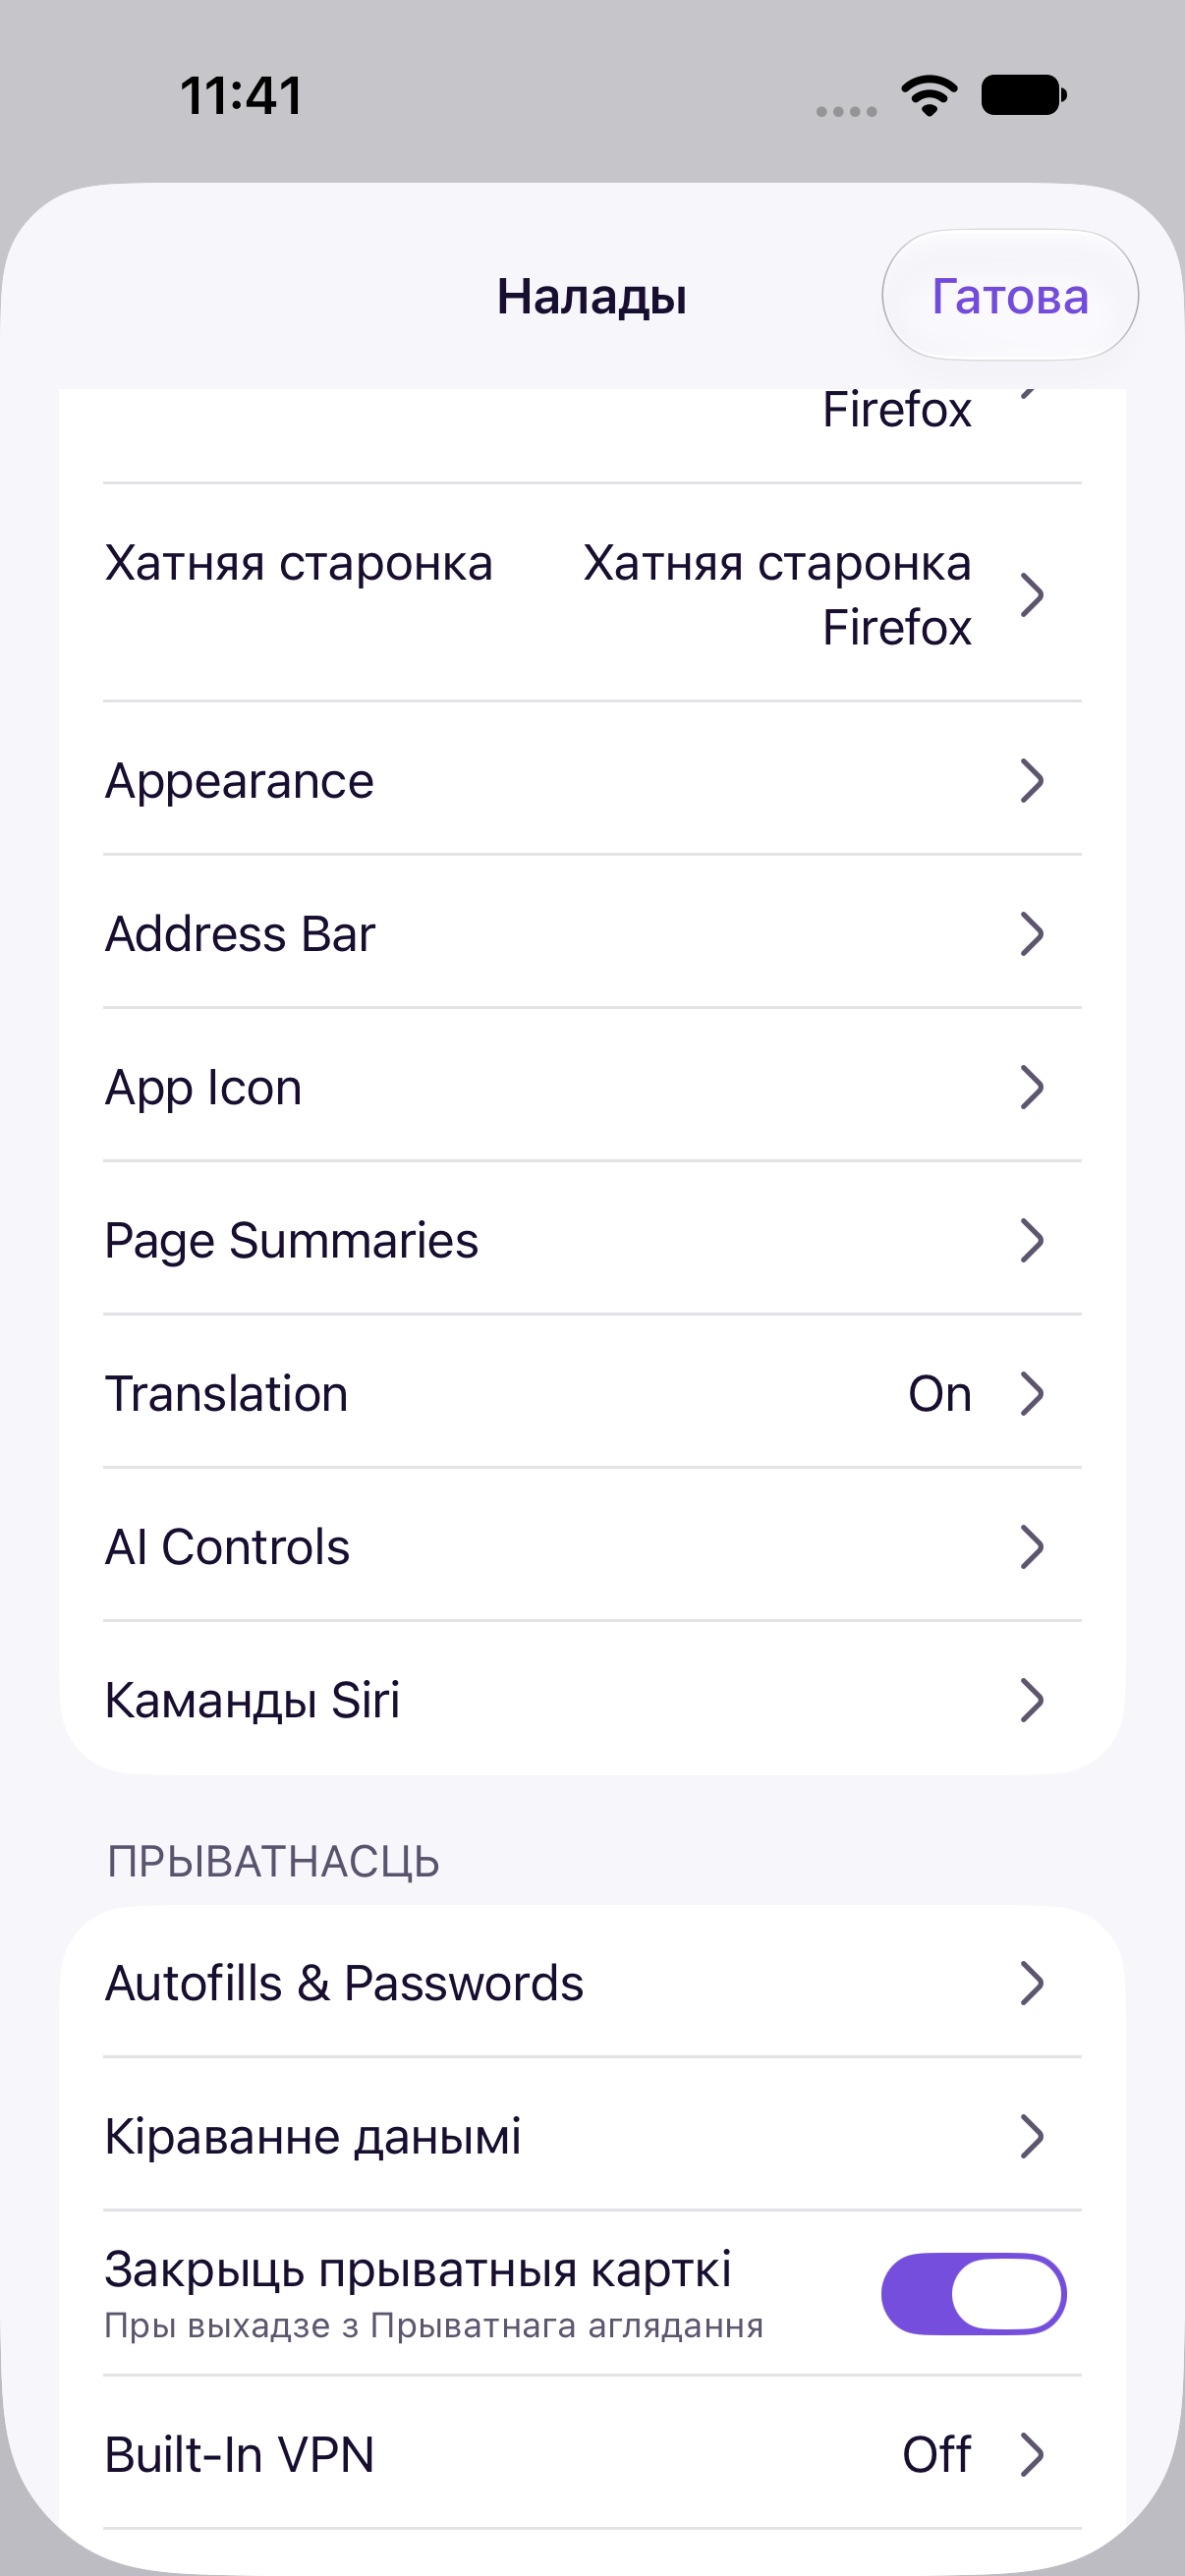 11:41
Налады
Гатова
Firefox
Хатняя старонка
Хатняя старонка
Firefox
Appearance
Address Bar
App Icon
Page Summaries
Translation
On
AI Controls
Каманды Siri
ПРЫВАТНАСЦЬ
Autofills & Passwords
Кіраванне данымі
Закрыць прыватныя карткі
Пры выхадзе з Прыватнага аглядання
Built-In VPN
Off